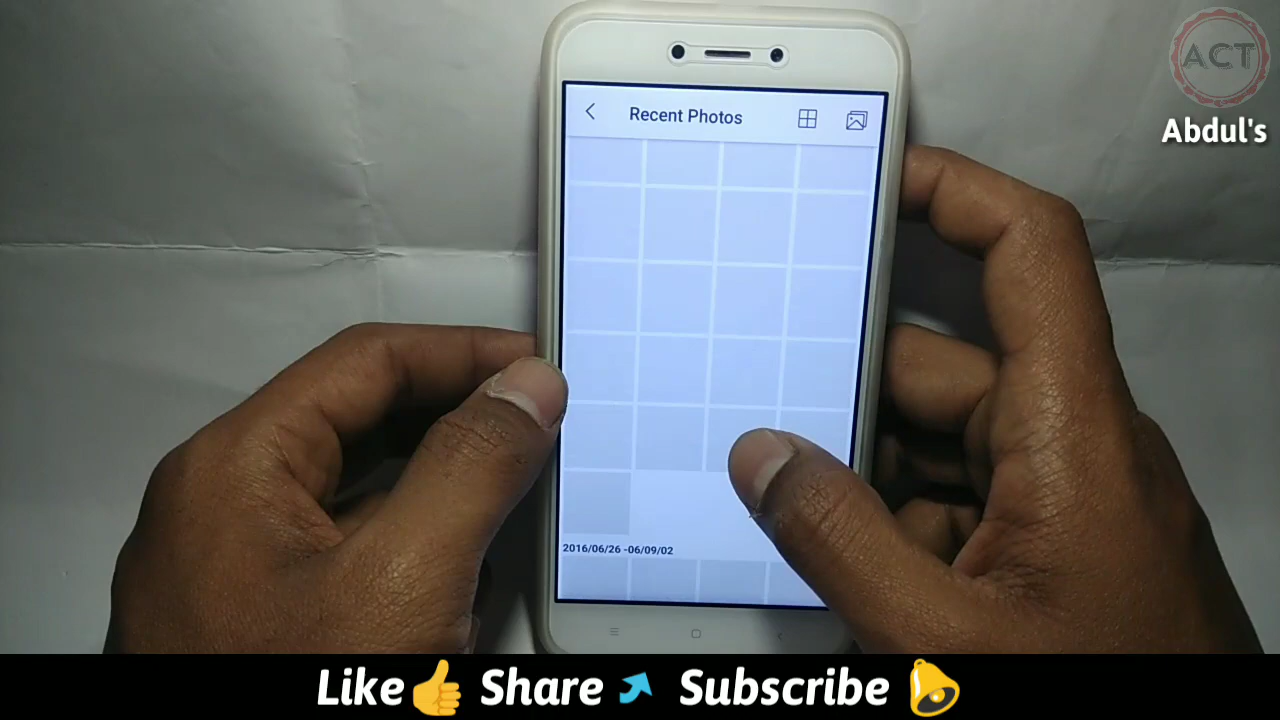 ACT
Abdul's
Recent Photos
2016/06/26 -06/09/02
Like👍 Share Subscribe 🔔